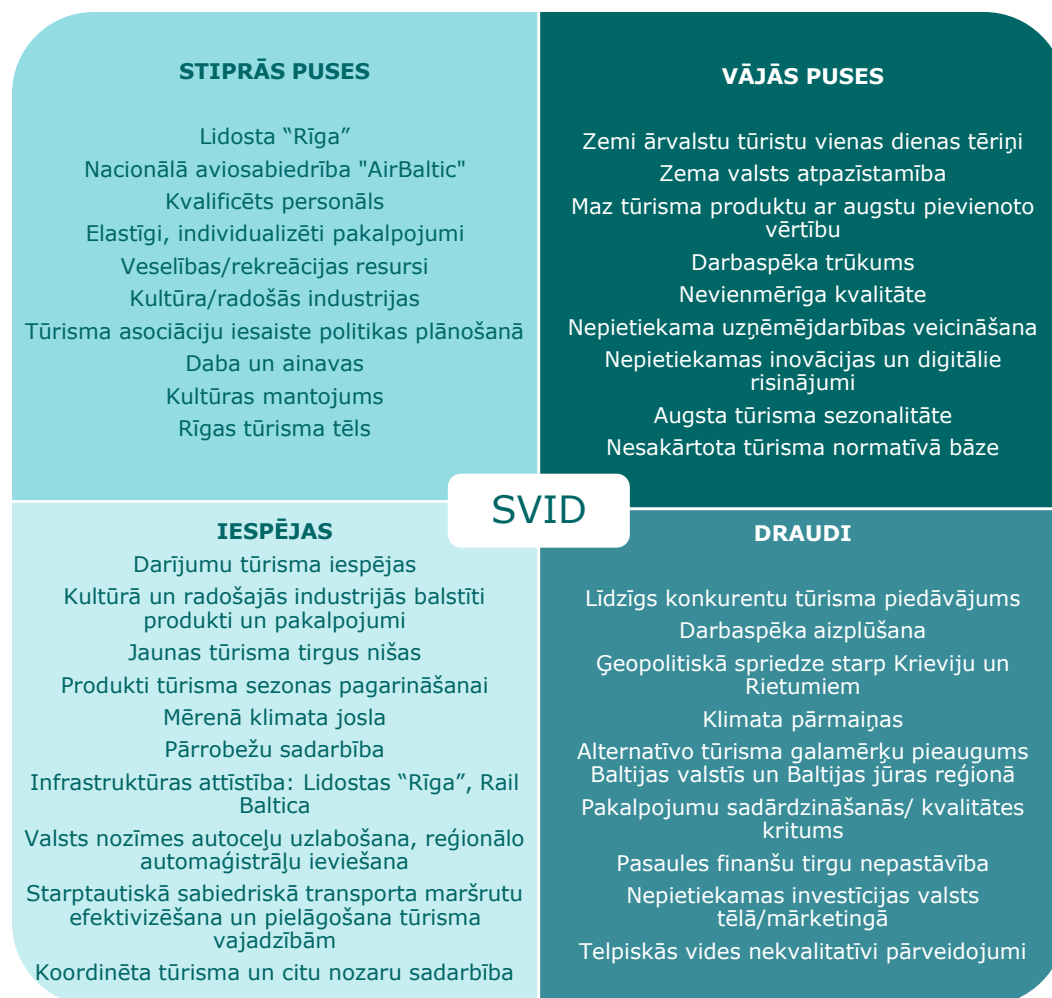 STIPRĀS PUSES
Lidosta “Rīga”
Nacionālā aviosabiedrība "AirBaltic"
Kvalificēts personāls
Elastīgi, individualizēti pakalpojumi
Veselības/rekreācijas resursi
Kultūra/radošās industrijas
Tūrisma asociāciju iesaiste politikas plānošanā
Daba un ainavas
Kultūras mantojums
Rīgas tūrisma tēls
VĀJĀS PUSES
Zemi ārvalstu tūristu vienas dienas tēriņi
Zema valsts atpazīstamība
Maz tūrisma produktu ar augstu pievienoto
vērtību
Darbaspēka trūkums
Nevienmērīga kvalitāte
Nepietiekama uzņēmējdarbības veicināšana
Nepietiekamas inovācijas un digitālie
risinājumi
Augsta tūrisma sezonalitāte
Nesakārtota tūrisma normatīvā bāze
SVID
IESPĒJAS
Darījumu tūrisma iespējas
Kultūrā un radošajās industrijās balstīti
produkti un pakalpojumi
Jaunas tūrisma tirgus nišas
Produkti tūrisma sezonas pagarināšanai
Mērenā klimata josla
Pārrobežu sadarbība
Infrastruktūras attīstība: Lidostas “Rīga”, Rail
Baltica
Valsts nozīmes autoceļu uzlabošana, reģionālo
automaģistrāļu ieviešana
Starptautiskā sabiedriskā transporta maršrutu
efektivizēšana un pielāgošana tūrisma
vajadzībām
Koordinēta tūrisma un citu nozaru sadarbība
DRAUDI
Līdzīgs konkurentu tūrisma piedāvājums
Darbaspēka aizplūšana
Ģeopolitiskā spriedze starp Krieviju un
Rietumiem
Klimata pārmaiņas
Alternatīvo tūrisma galamērķu pieaugums
Baltijas valstīs un Baltijas jūras reģionā
Pakalpojumu sadārdzināšanās/ kvalitātes
kritums
Pasaules finanšu tirgu nepastāvība
Nepietiekamas investīcijas valsts
tēlā/mārketingā
Telpiskās vides nekvalitatīvi pārveidojumi